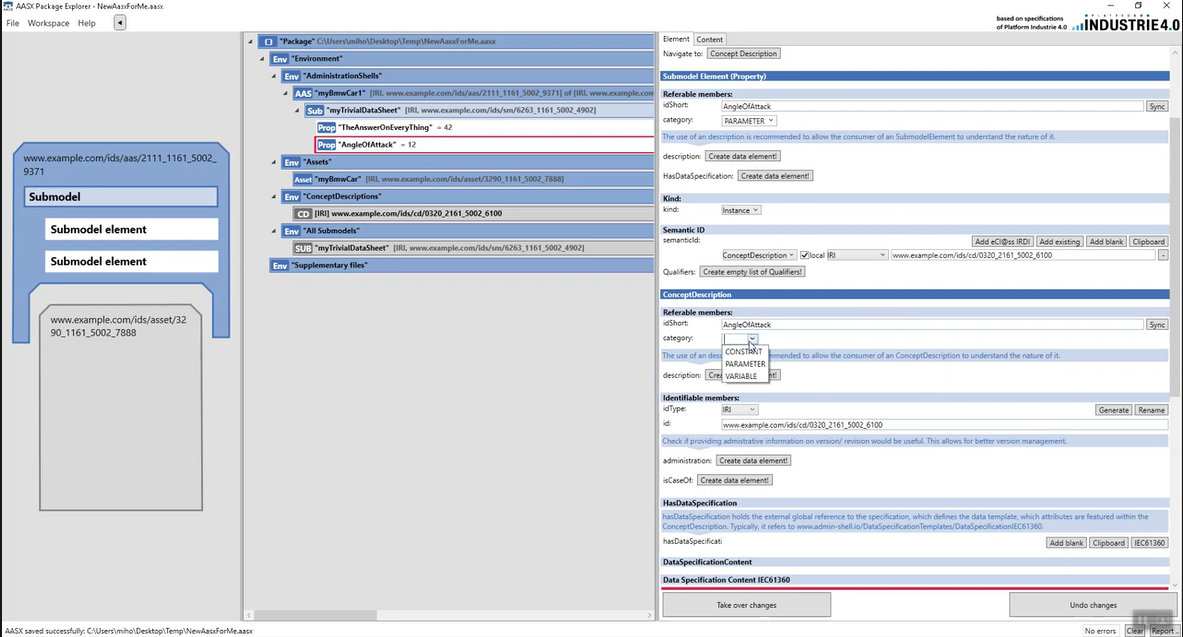 AASX Package Explorer - NewAasxForMe.aasx
File Workspace Help
based on specifications
of Platform Industrie 4.0
PLATTFORM
INDUSTRIE4.0
www.example.com/ids/aas/2111_1161_5002_
9371
Submodel
Submodel element
Submodel element
www.example.com/ids/asset/32
90_1161_5002_7888
"Package" C:\Users\miho\Desktop\Temp\NewAasxForMe.aasx
Env "Environment"
Env "AdministrationShells"
AAS "myBmwCar1" [IRI, www.example.com/ids/aas/2111_1161_5002_9371] of [IRI, www.example.com
Sub "myTrivialDataSheet" [IRI, www.example.com/ids/sm/6263_1161_5002_4902]
Prop "TheAnswerOnEveryThing" = 42
Prop "AngleOfAttack" = 12
Env "Assets"
Asset "myBmwCar" [IRI, www.example.com/ids/asset/3290_1161_5002_7888]
Env "ConceptDescriptions"
CD [IRI] www.example.com/ids/cd/0320_2161_5002_6100
Env "All Submodels"
SUB "myTrivialDataSheet" [IRI, www.example.com/ids/sm/6263_1161_5002_4902]
Env "Supplementary files"
Element Content
Navigate to: Concept Description
Submodel Element (Property)
Referable members:
idShort: AngleOfAttack Sync
category: PARAMETER
The use of an description is recommended to allow the consumer of an SubmodelElement to understand the nature of it.
description: Create data element!
HasDataSpecification: Create data element!
Kind:
kind: Instance
Semantic ID
semanticId: Add eCl@ss IRDI Add existing Add blank Clipboard
ConceptDescription local IRI www.example.com/ids/cd/0320_2161_5002_6100 -
Qualifiers: Create empty list of Qualifiers!
ConceptDescription
Referable members:
idShort: AngleOfAttack Sync
category:
CONSTANT
The use of an des mmended to allow the consumer of an ConceptDescription to understand the nature of it.
PARAMETER
description: Crea ent!
VARIABLE
Identifiable members:
idType: IRI Generate Rename
id: www.example.com/ids/cd/0320_2161_5002_6100
Check if providing admistrative information on version/ revision would be useful. This allows for better version management.
administration: Create data element!
isCaseOf: Create data element!
HasDataSpecification
hasDataSpecification holds the external global reference to the specification, which defines the data template, which attributes are featured within the
ConceptDescription. Typically, it refers to www.admin-shell.io/DataSpecificationTemplates/DataSpecificationIEC61360.
hasDataSpecificati Add blank Clipboard IEC61360
DataSpecificationContent
Data Specification Content IEC61360
Take over changes Undo changes
AASX saved successfully: C:\Users\miho\Desktop\Temp\NewAasxForMe.aasx
No errors Clear Report..